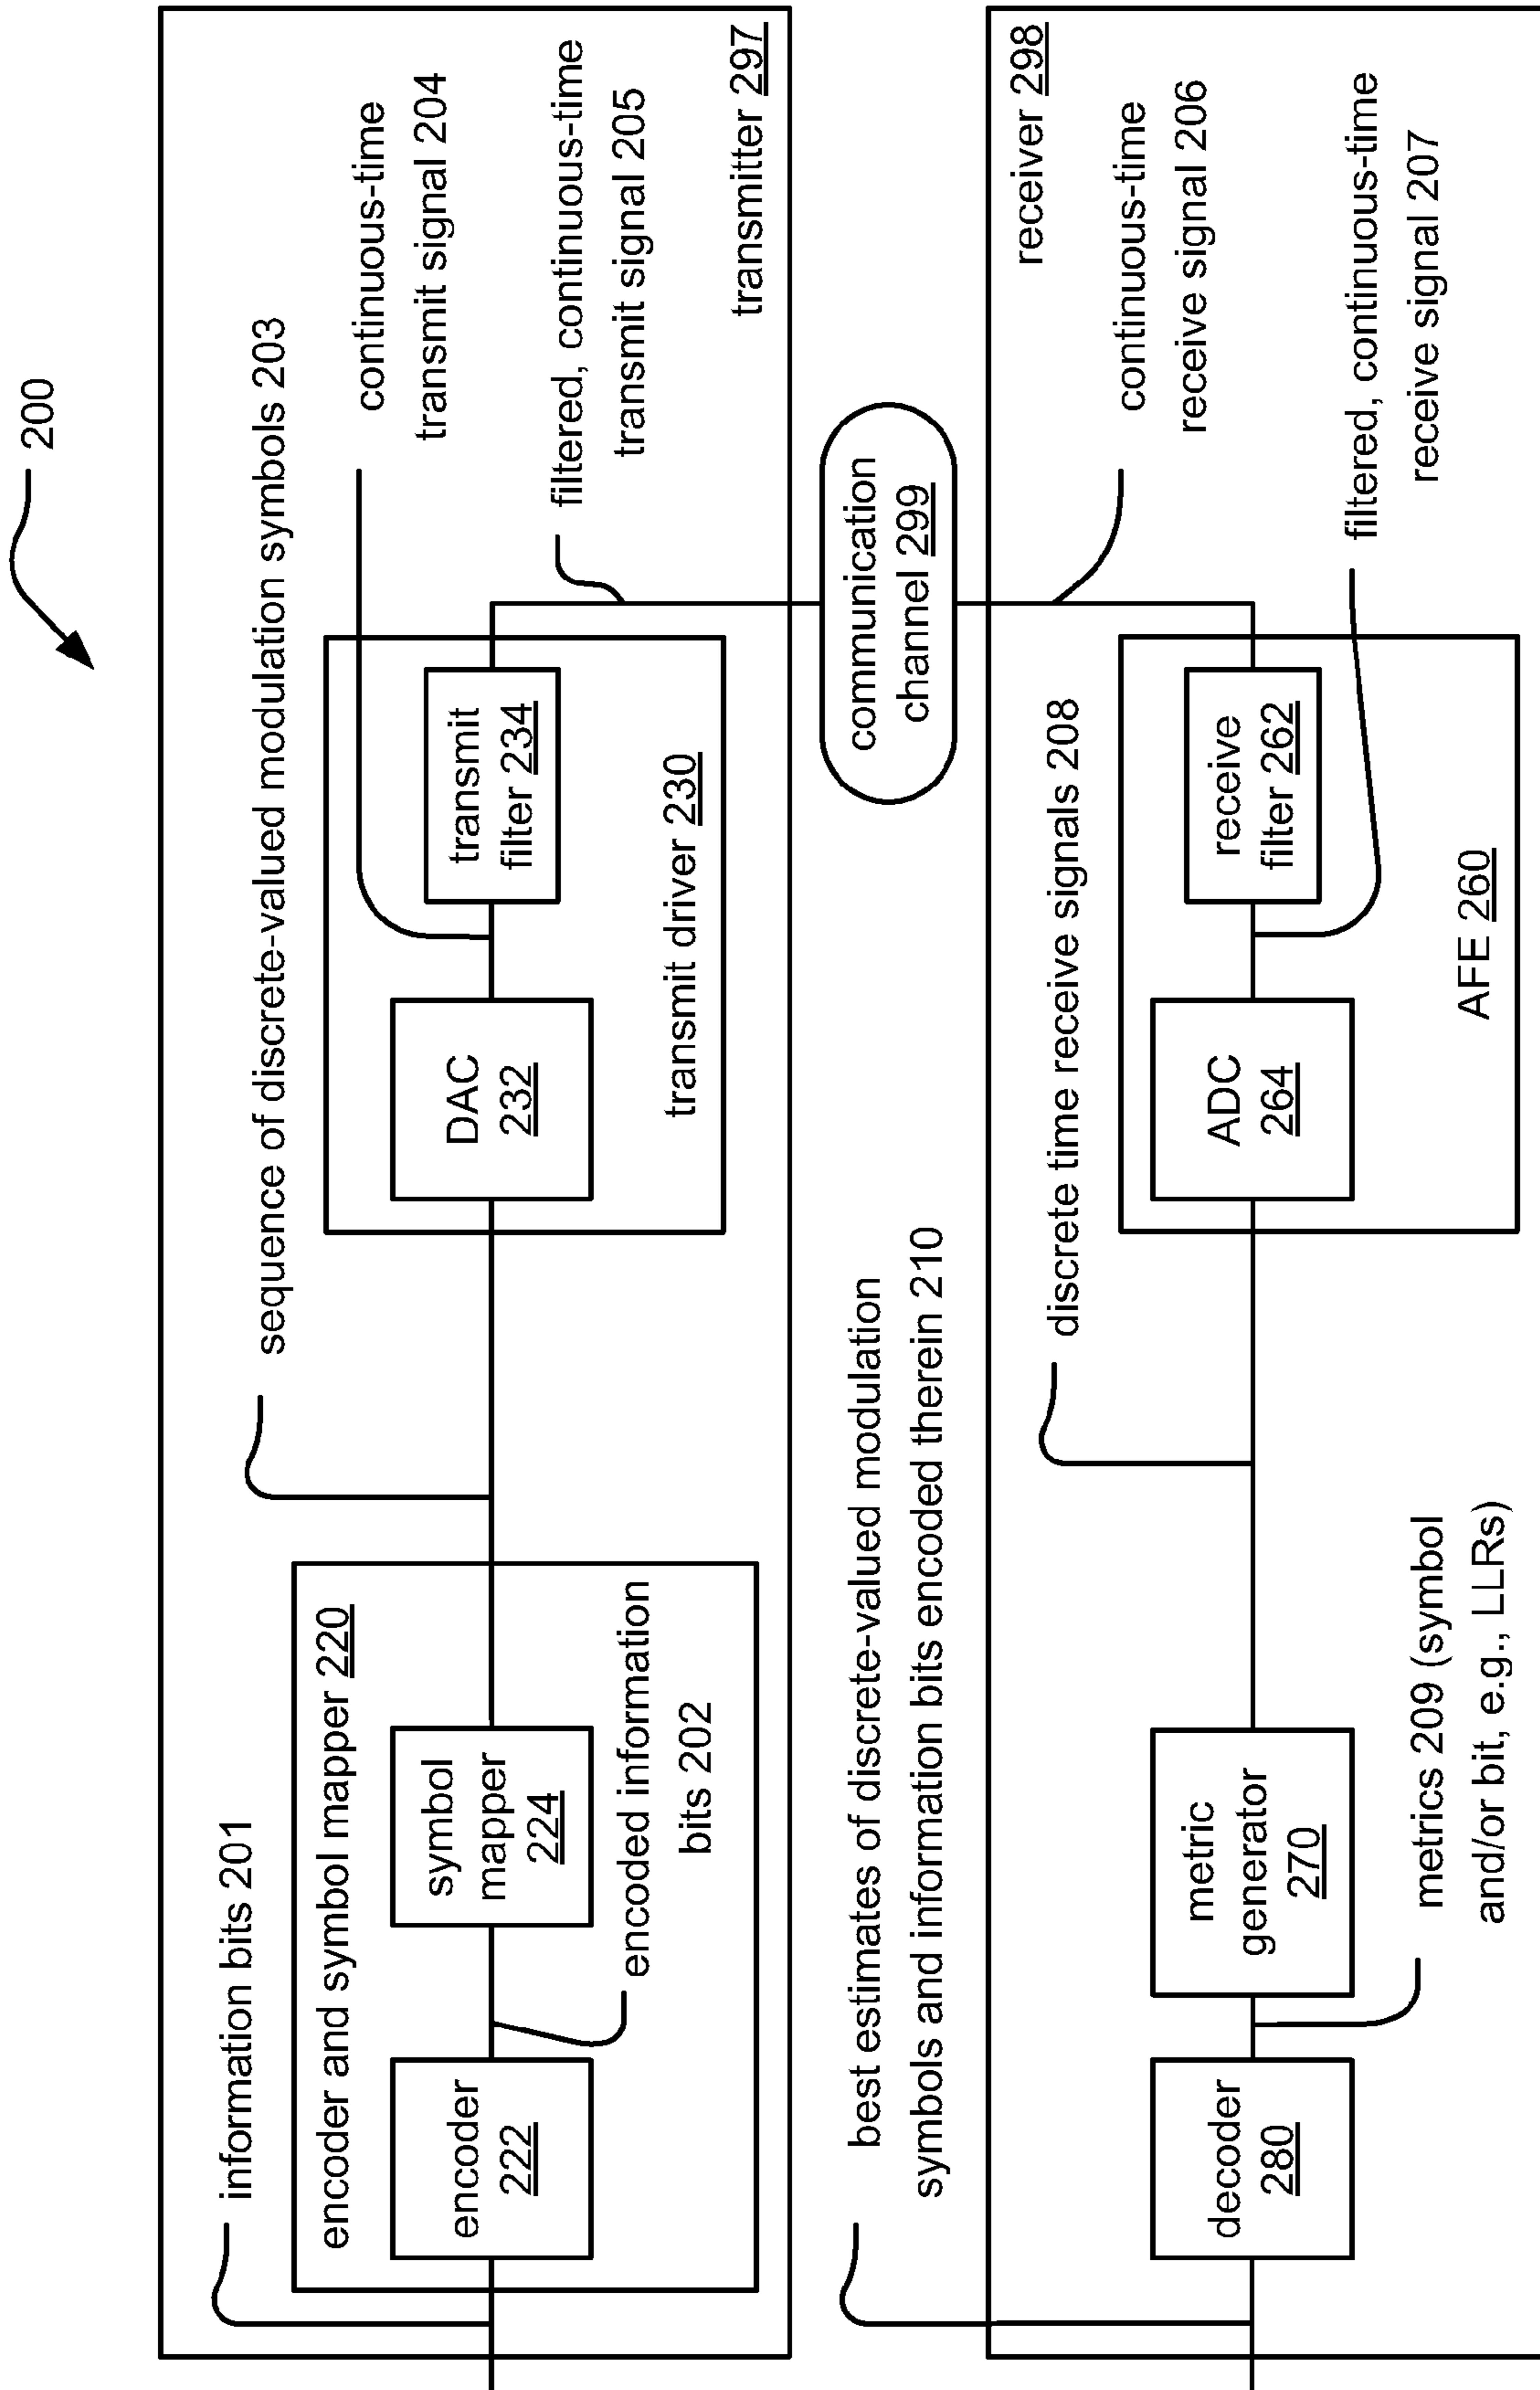 200
information bits 201
sequence of discrete-valued modulation symbols 203
encoder and symbol mapper 220
encoder
222
symbol
mapper
224
encoded information
bits 202
DAC
232
transmit
filter 234
transmit driver 230
continuous-time
transmit signal 204
filtered, continuous-time
transmit signal 205
transmitter 297
communication
channel 299
best estimates of discrete-valued modulation
symbols and information bits encoded therein 210
receiver 298
discrete time receive signals 208
continuous-time
receive signal 206
decoder
280
metric
generator
270
ADC
264
receive
filter 262
filtered, continuous-time
receive signal 207
metrics 209 (symbol
and/or bit, e.g., LLRs)
AFE 260